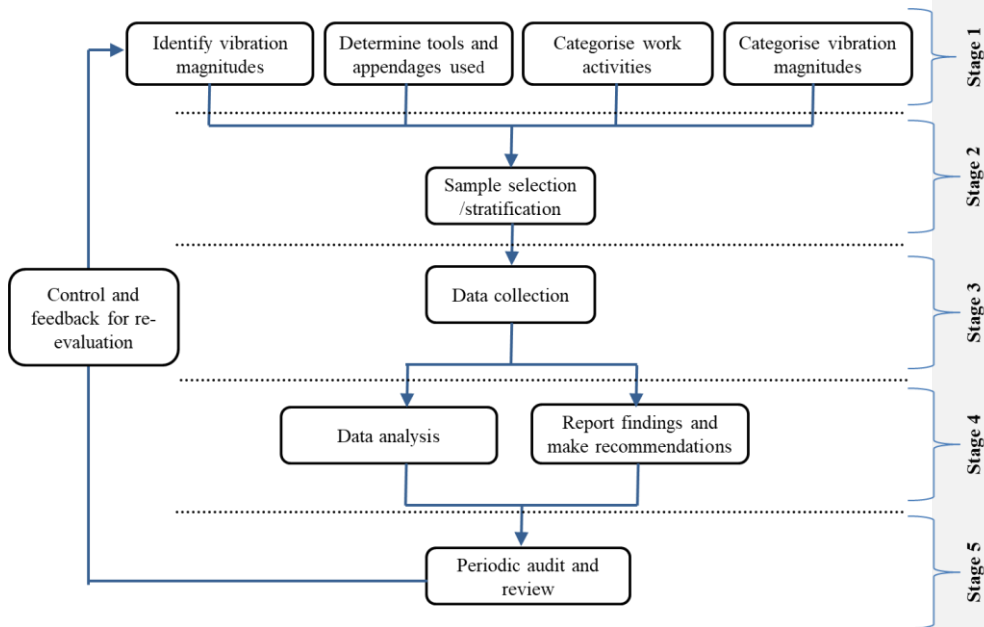 Identify vibration
magnitudes
Determine tools and
appendages used
Categorise work
activities
Categorise vibration
magnitudes
Stage 1
Sample selection
/stratification
Stage 2
Control and
feedback for re-
evaluation
Data collection
Stage 3
Data analysis
Report findings and
make recommendations
Stage 4
Periodic audit and
review
Stage 5